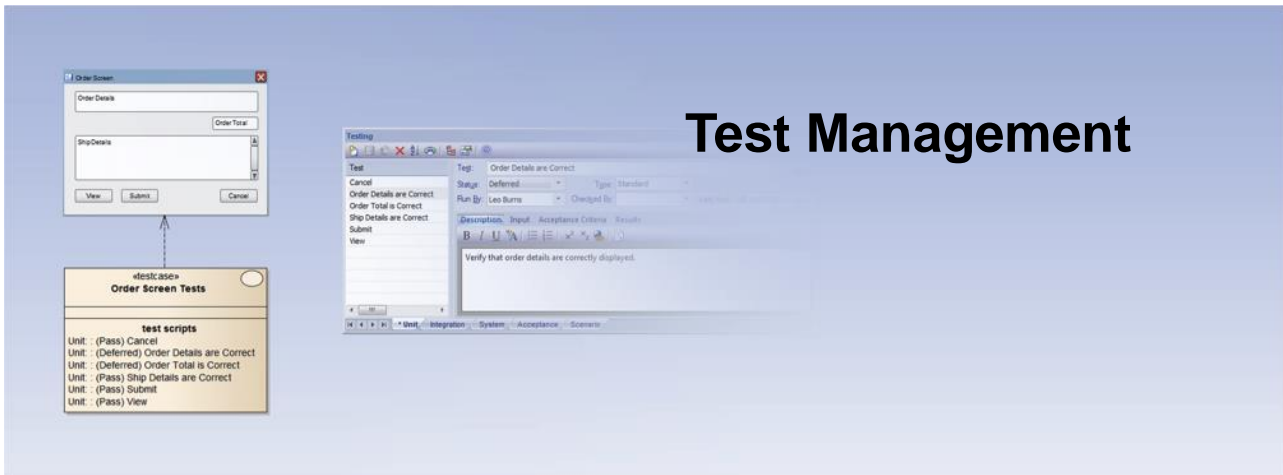 Order Screen
Order Details
Order Total
Ship Details
View Submit Cancel
«testcase»
Order Screen Tests
test scripts
Unit: : (Pass) Cancel
Unit: : (Deferred) Order Details are Correct
Unit: : (Deferred) Order Total is Correct
Unit: : (Pass) Ship Details are Correct
Unit: : (Pass) Submit
Unit: : (Pass) View
Testing
Test
Cancel
Order Details are Correct
Order Total is Correct
Ship Details are Correct
Submit
View
Test: Order Details are Correct
Status: Deferred Type: Standard
Run By: Leo Burns Checked By:
Description Input Acceptance Criteria Results
B I U A
Verify that order details are correctly displayed.
* Unit Integration System Acceptance Scenario
Test Management